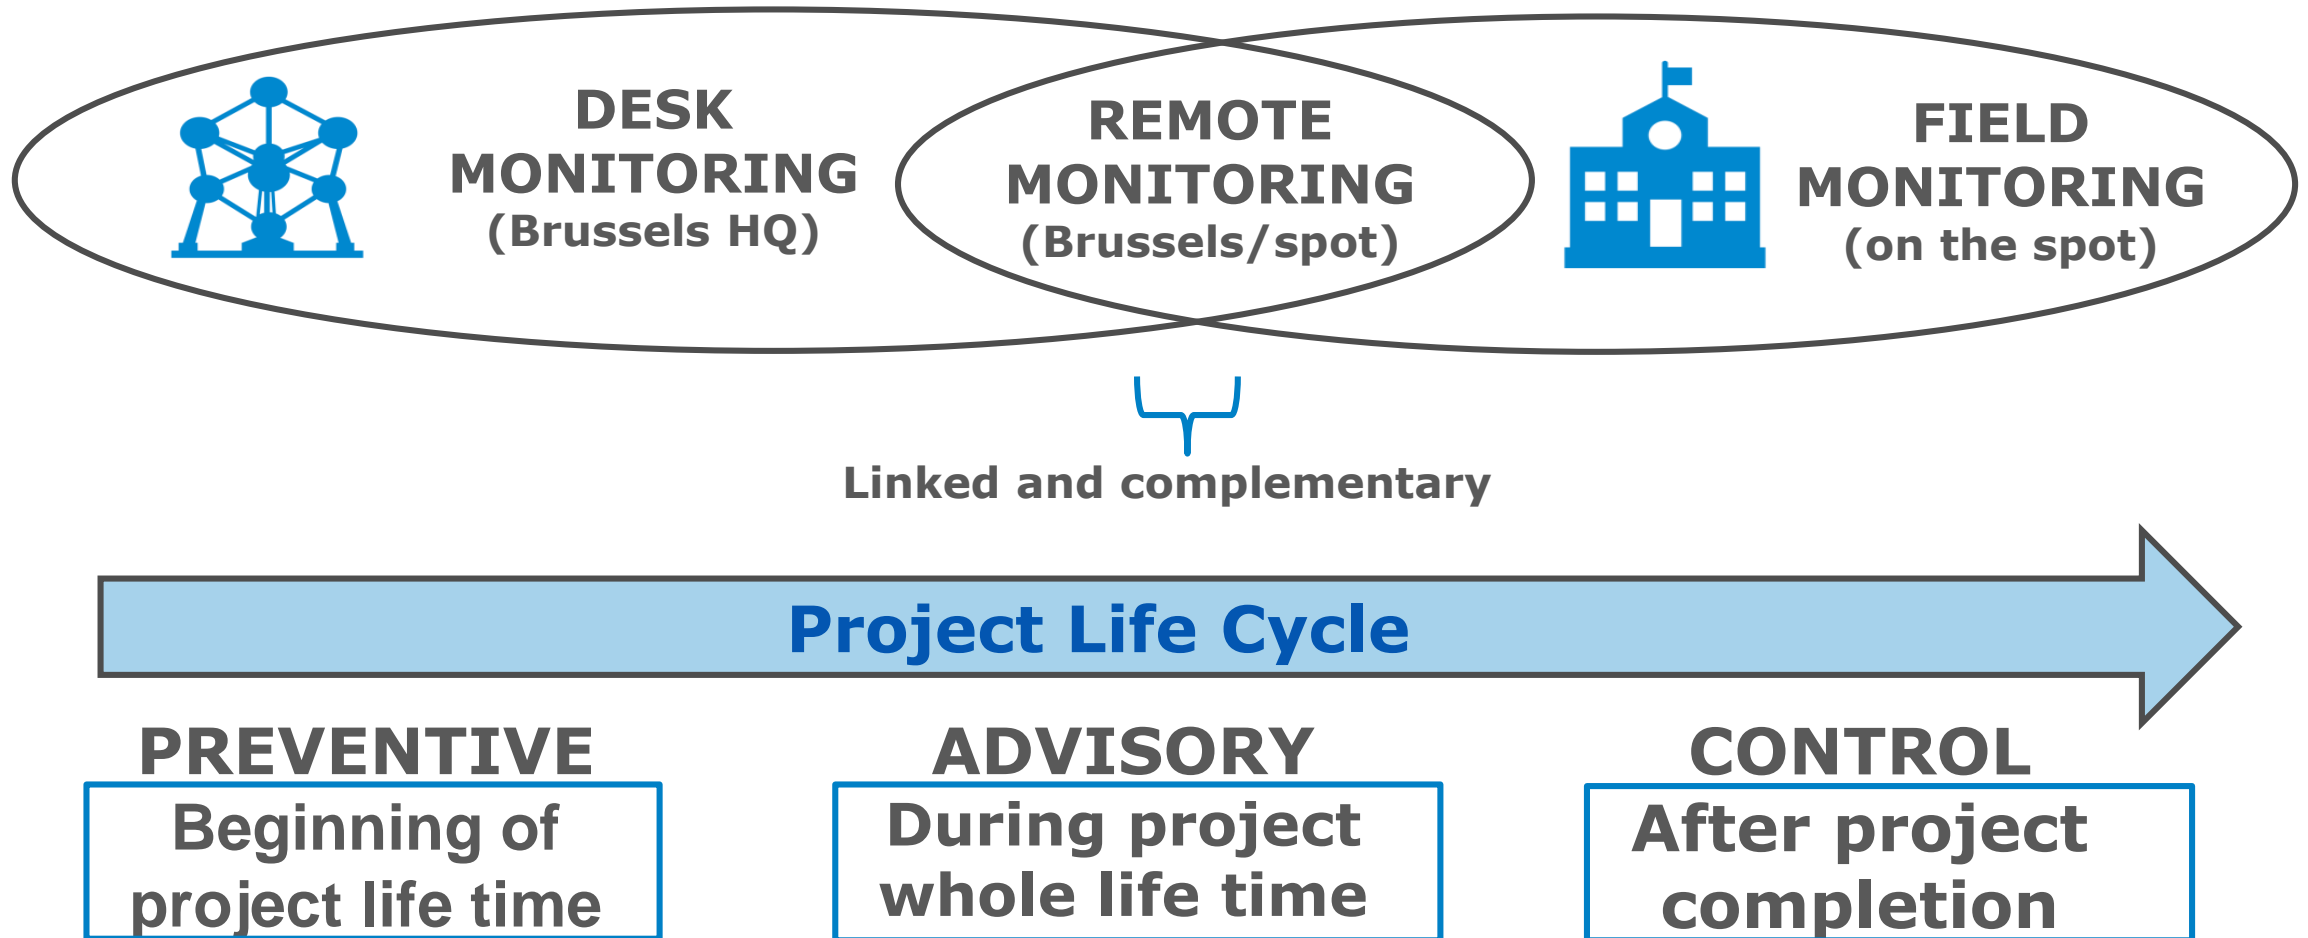 DESK
MONITORING
(Brussels HQ)
REMOTE
MONITORING
(Brussels/spot)
FIELD
MONITORING
(on the spot)
Linked and complementary
Project Life Cycle
PREVENTIVE
Beginning of
project life time
ADVISORY
During project
whole life time
CONTROL
After project
completion